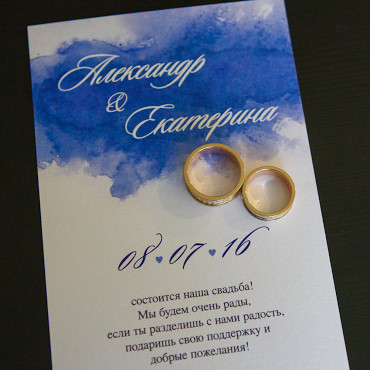 Александр
&
Екатерина
08 ♥ 07 ♥ 16
состоится наша свадьба!
Мы будем очень рады,
если ты разделишь с нами радость,
подаришь свою поддержку и
добрые пожелания!